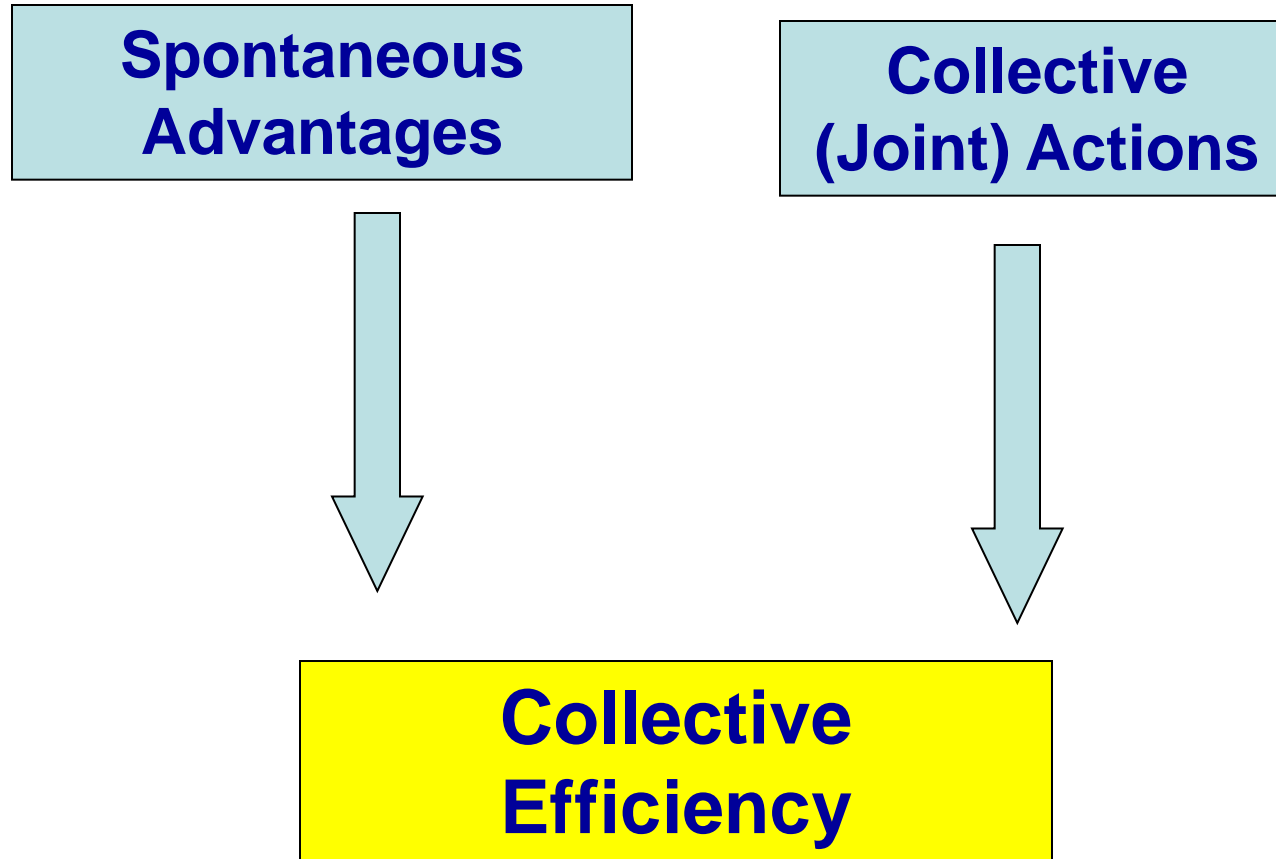 Spontaneous
Advantages
Collective
(Joint) Actions
Collective
Efficiency